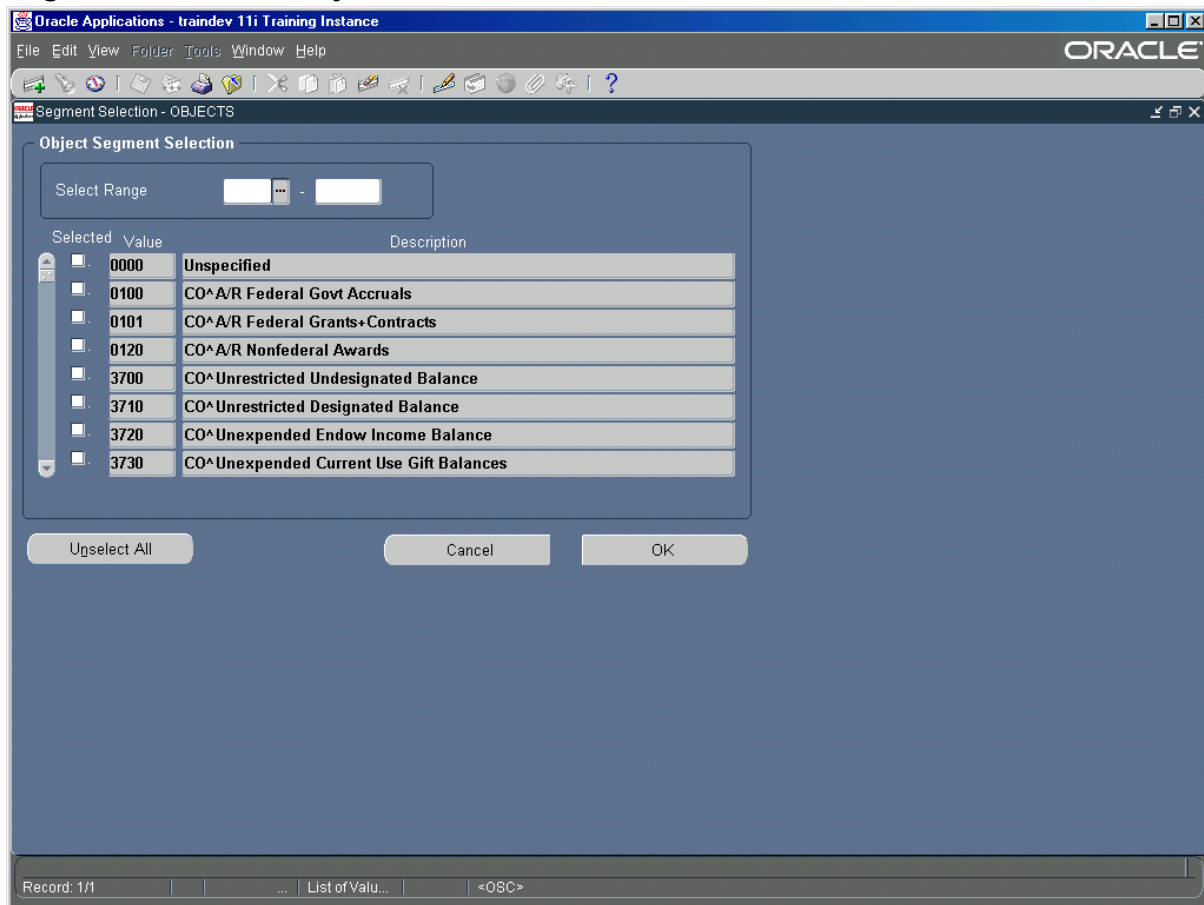 Oracle Applications - traindev 11i Training Instance
File Edit View Folder Tools Window Help
ORACLE
Segment Selection - OBJECTS
Object Segment Selection
Select Range -
Selected Value Description
0000 Unspecified
0100 CO^A/R Federal Govt Accruals
0101 CO^A/R Federal Grants+Contracts
0120 CO^A/R Nonfederal Awards
3700 CO^Unrestricted Undesignated Balance
3710 CO^Unrestricted Designated Balance
3720 CO^Unexpended Endow Income Balance
3730 CO^Unexpended Current Use Gift Balances
Unselect All Cancel OK
Record: 1/1 ... List of Valu... <OSC>